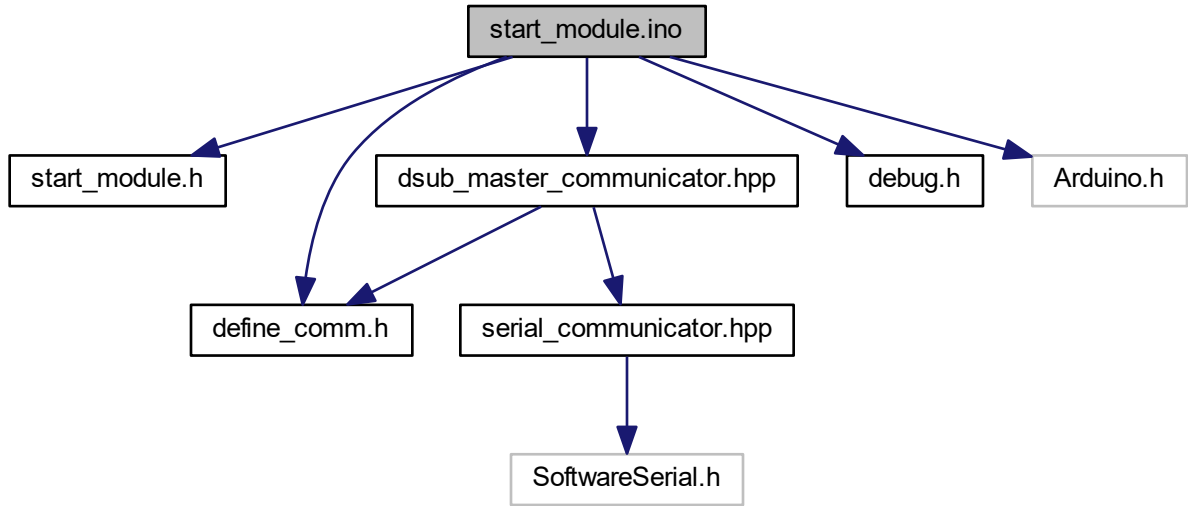 start_module.ino
start_module.h
dsub_master_communicator.hpp
debug.h
Arduino.h
define_comm.h
serial_communicator.hpp
SoftwareSerial.h